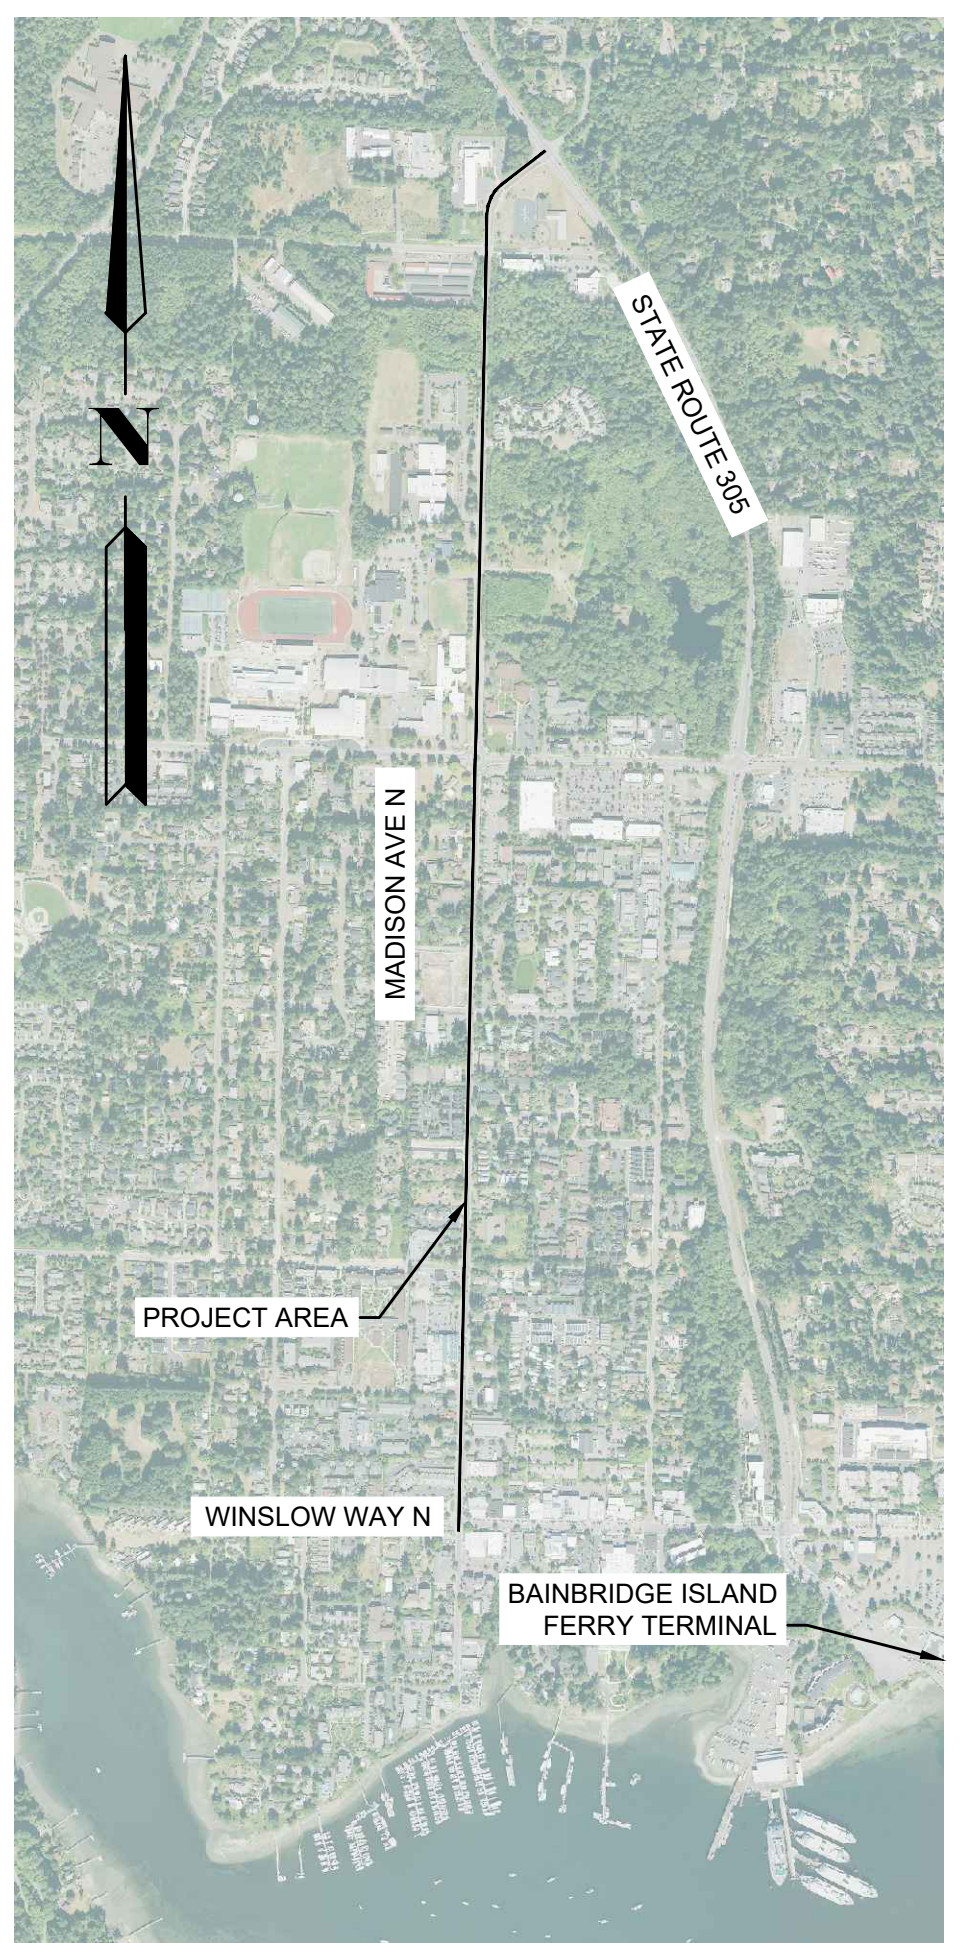 STATE ROUTE 305
N
MADISON AVE N
PROJECT AREA
WINSLOW WAY N
BAINBRIDGE ISLAND
FERRY TERMINAL